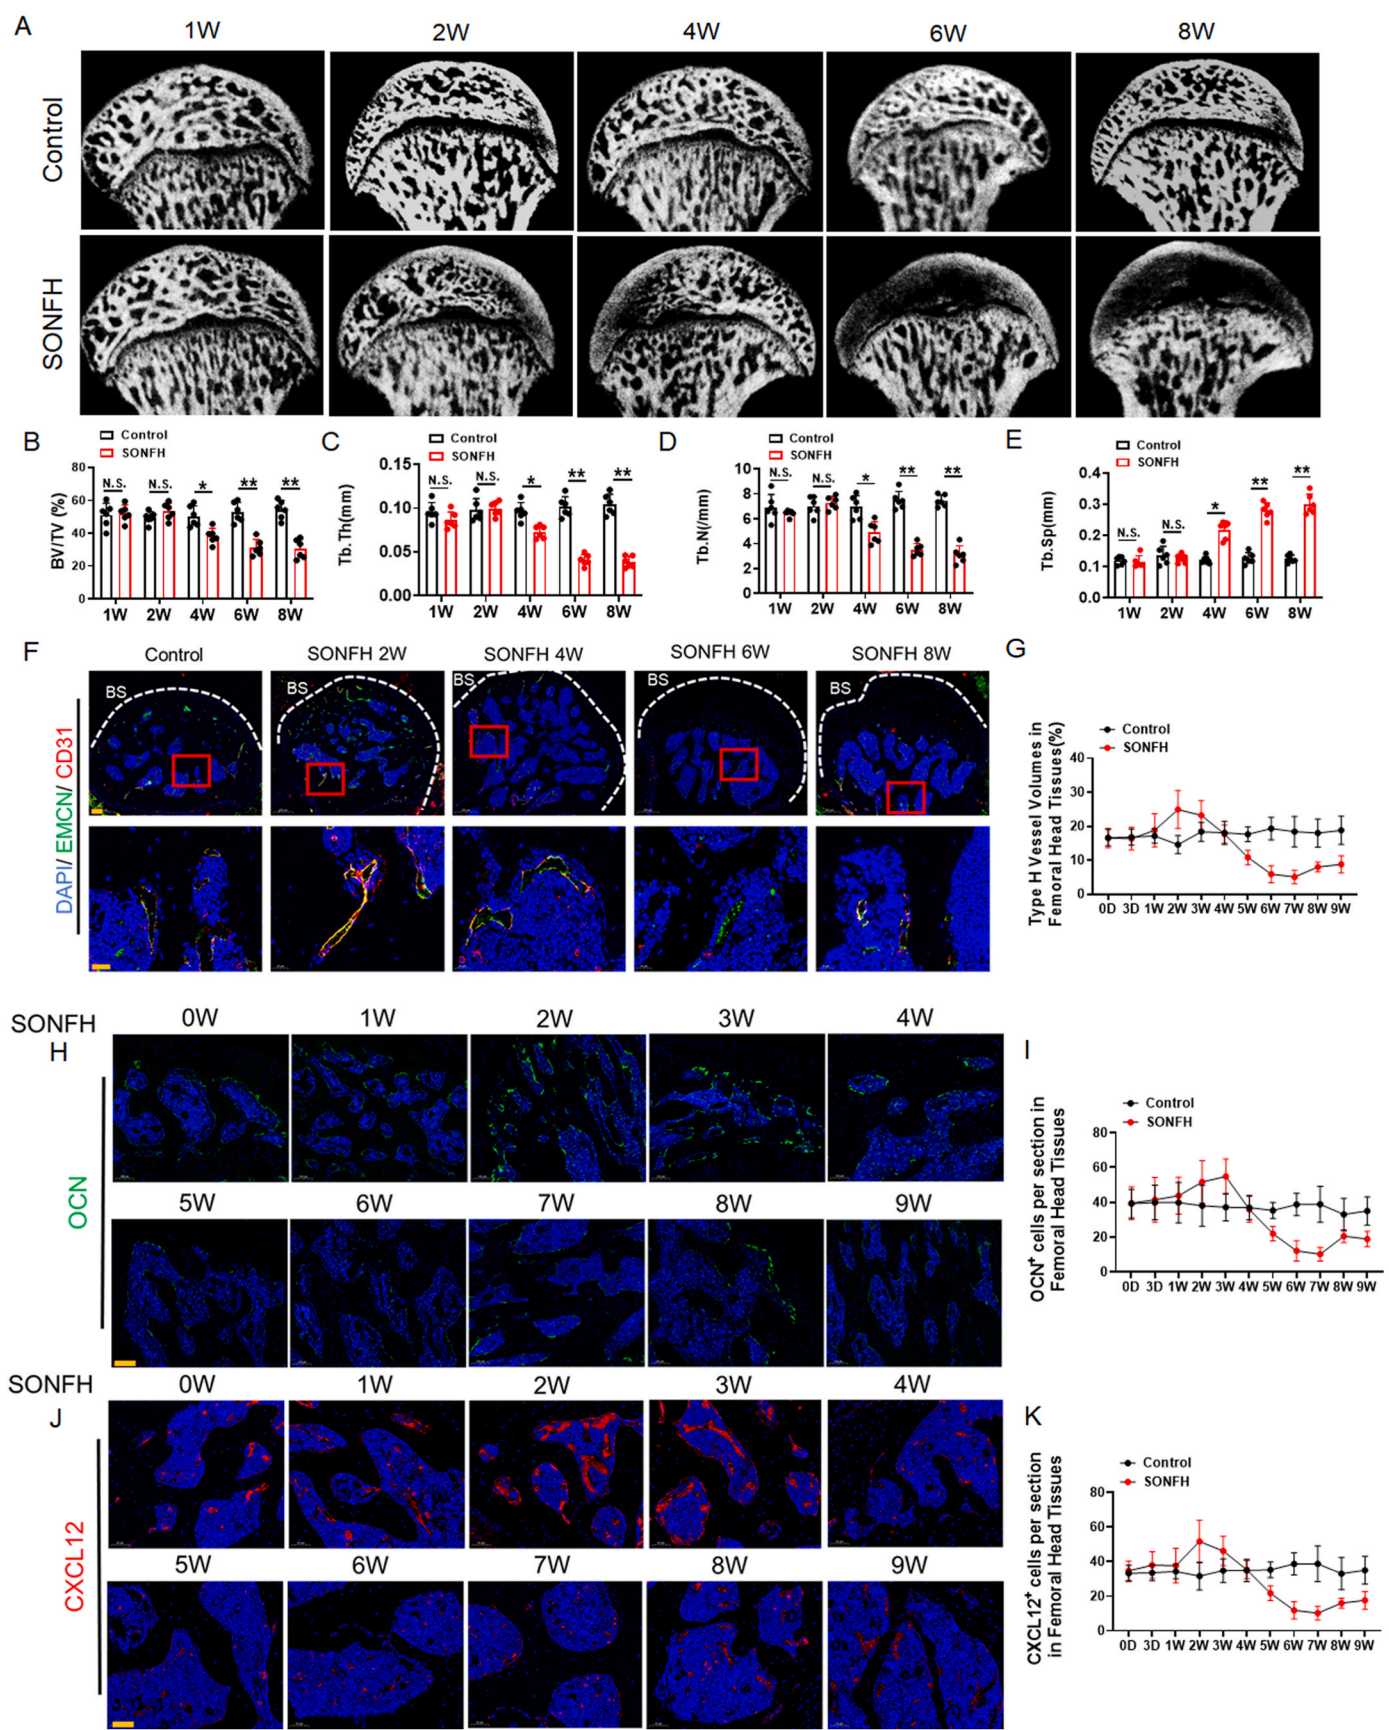 A
1W 2W 4W 6W 8W
Control
SONFH
B
Control
SONFH
BV/TV (%)
80
60
40
20
0
N.S. N.S. * ** **
1W 2W 4W 6W 8W
C
Control
SONFH
Tb.Th(mm)
0.15
0.10
0.05
0.00
N.S. N.S. * ** **
1W 2W 4W 6W 8W
D
Control
SONFH
Tb.N(/mm)
10
8
6
4
2
0
N.S. N.S. * ** **
1W 2W 4W 6W 8W
E
Control
SONFH
Tb.Sp(mm)
0.4
0.3
0.2
0.1
0.0
N.S. N.S. * ** **
1W 2W 4W 6W 8W
F
Control SONFH 2W SONFH 4W SONFH 6W SONFH 8W
BS BS BS BS BS
DAPI/ EMCN/ CD31
G
Control
SONFH
Type H Vessel Volumes in
Femoral Head Tissues(%)
40
30
20
10
0
0D 3D 1W 2W 3W 4W 5W 6W 7W 8W 9W
SONFH
H
0W 1W 2W 3W 4W
OCN
5W 6W 7W 8W 9W
I
Control
SONFH
OCN+ cells per section in
Femoral Head Tissues
80
60
40
20
0
0D 3D 1W 2W 3W 4W 5W 6W 7W 8W 9W
SONFH
J
0W 1W 2W 3W 4W
CXCL12
5W 6W 7W 8W 9W
K
Control
SONFH
CXCL12+ cells per section
in Femoral Head Tissues
80
60
40
20
0
0D 3D 1W 2W 3W 4W 5W 6W 7W 8W 9W